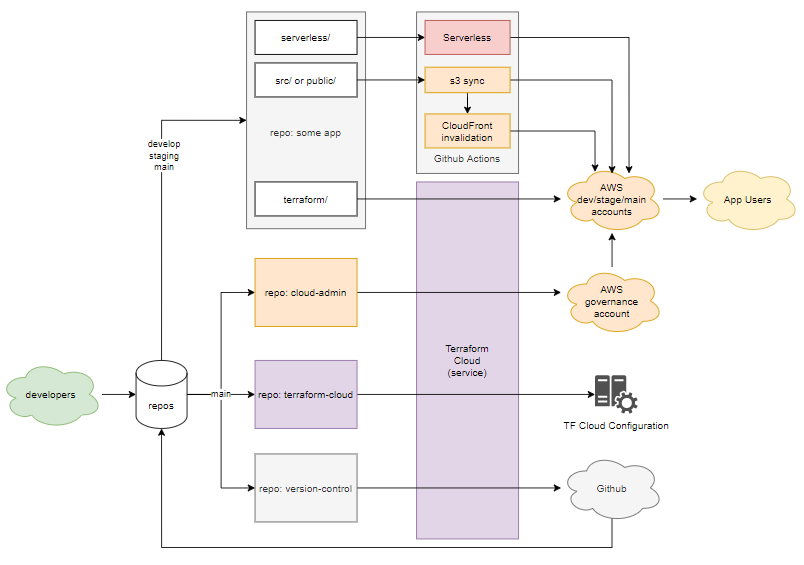 serverless/
Serverless
src/ or public/
s3 sync
repo: some app
CloudFront
invalidation
Github Actions
develop
staging
main
terraform/
AWS
dev/stage/main
accounts
App Users
repo: cloud-admin
AWS
governance
account
Terraform
Cloud
(service)
developers
repos
main
repo: terraform-cloud
TF Cloud Configuration
repo: version-control
Github